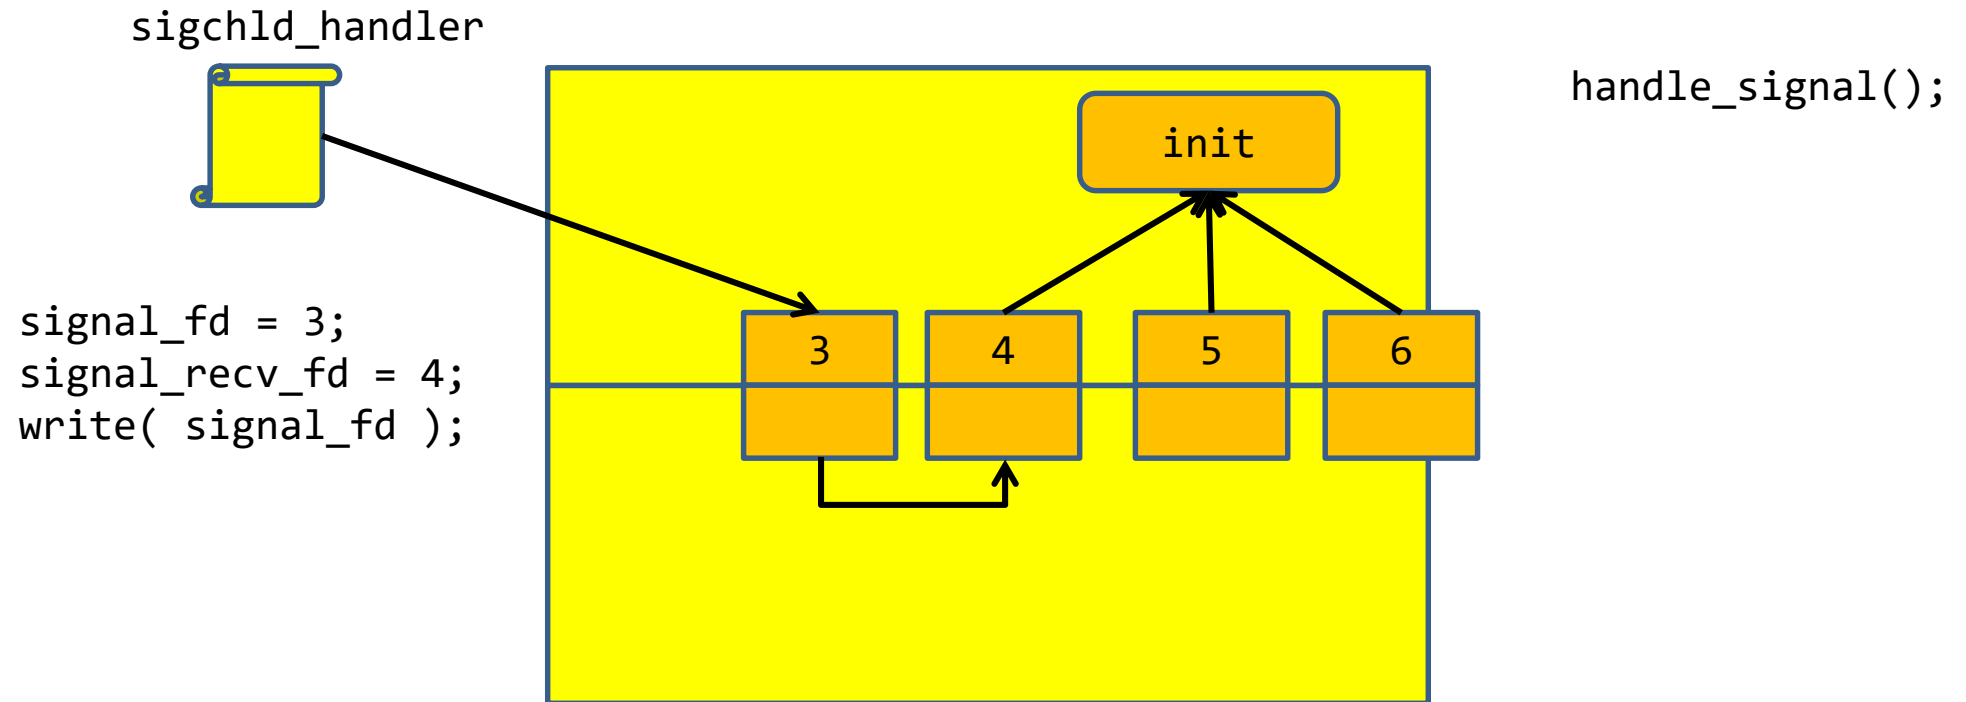 sigchld_handler
handle_signal();
init
signal_fd = 3;
signal_recv_fd = 4;
write( signal_fd );
3
4
5
6